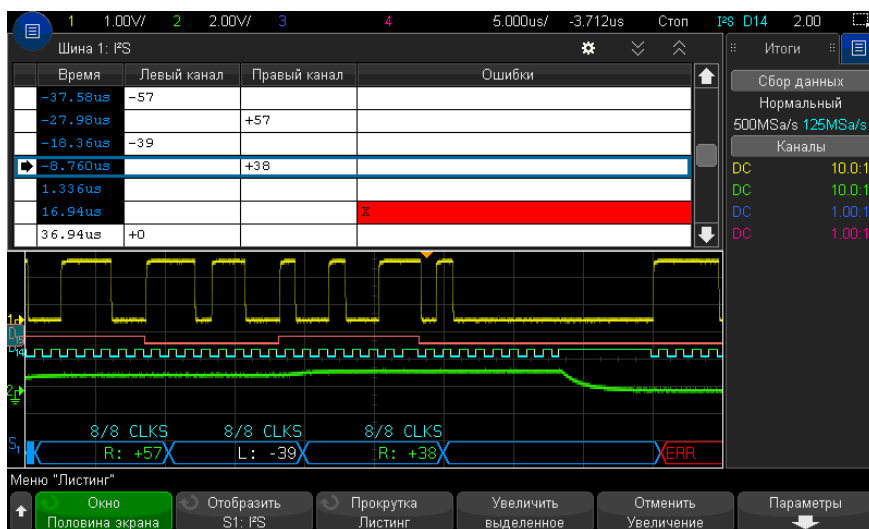 1 1.00V/ 2 2.00V/ 3 4 5.000us/ -3.712us Стоп I²S D14 2.00
Шина 1: I²S
Итоги
Время Левый канал Правый канал Ошибки
-37.58us -57
-27.98us +57
-18.36us -39
-8.760us +38
1.336us
16.94us X
36.94us +0
Сбор данных
Нормальный
500MSa/s 125MSa/s
Каналы
DC 10.0:1
DC 10.0:1
DC 1.00:1
DC 1.00:1
1
D15
D14
2
8/8 CLKS 8/8 CLKS 8/8 CLKS
S1 R: +57 L: -39 R: +38 ERR
Меню "Листинг"
Окно
Половина экрана
Отобразить
S1: I²S
Прокрутка
Листинг
Увеличить
выделенное
Отменить
Увеличение
Параметры